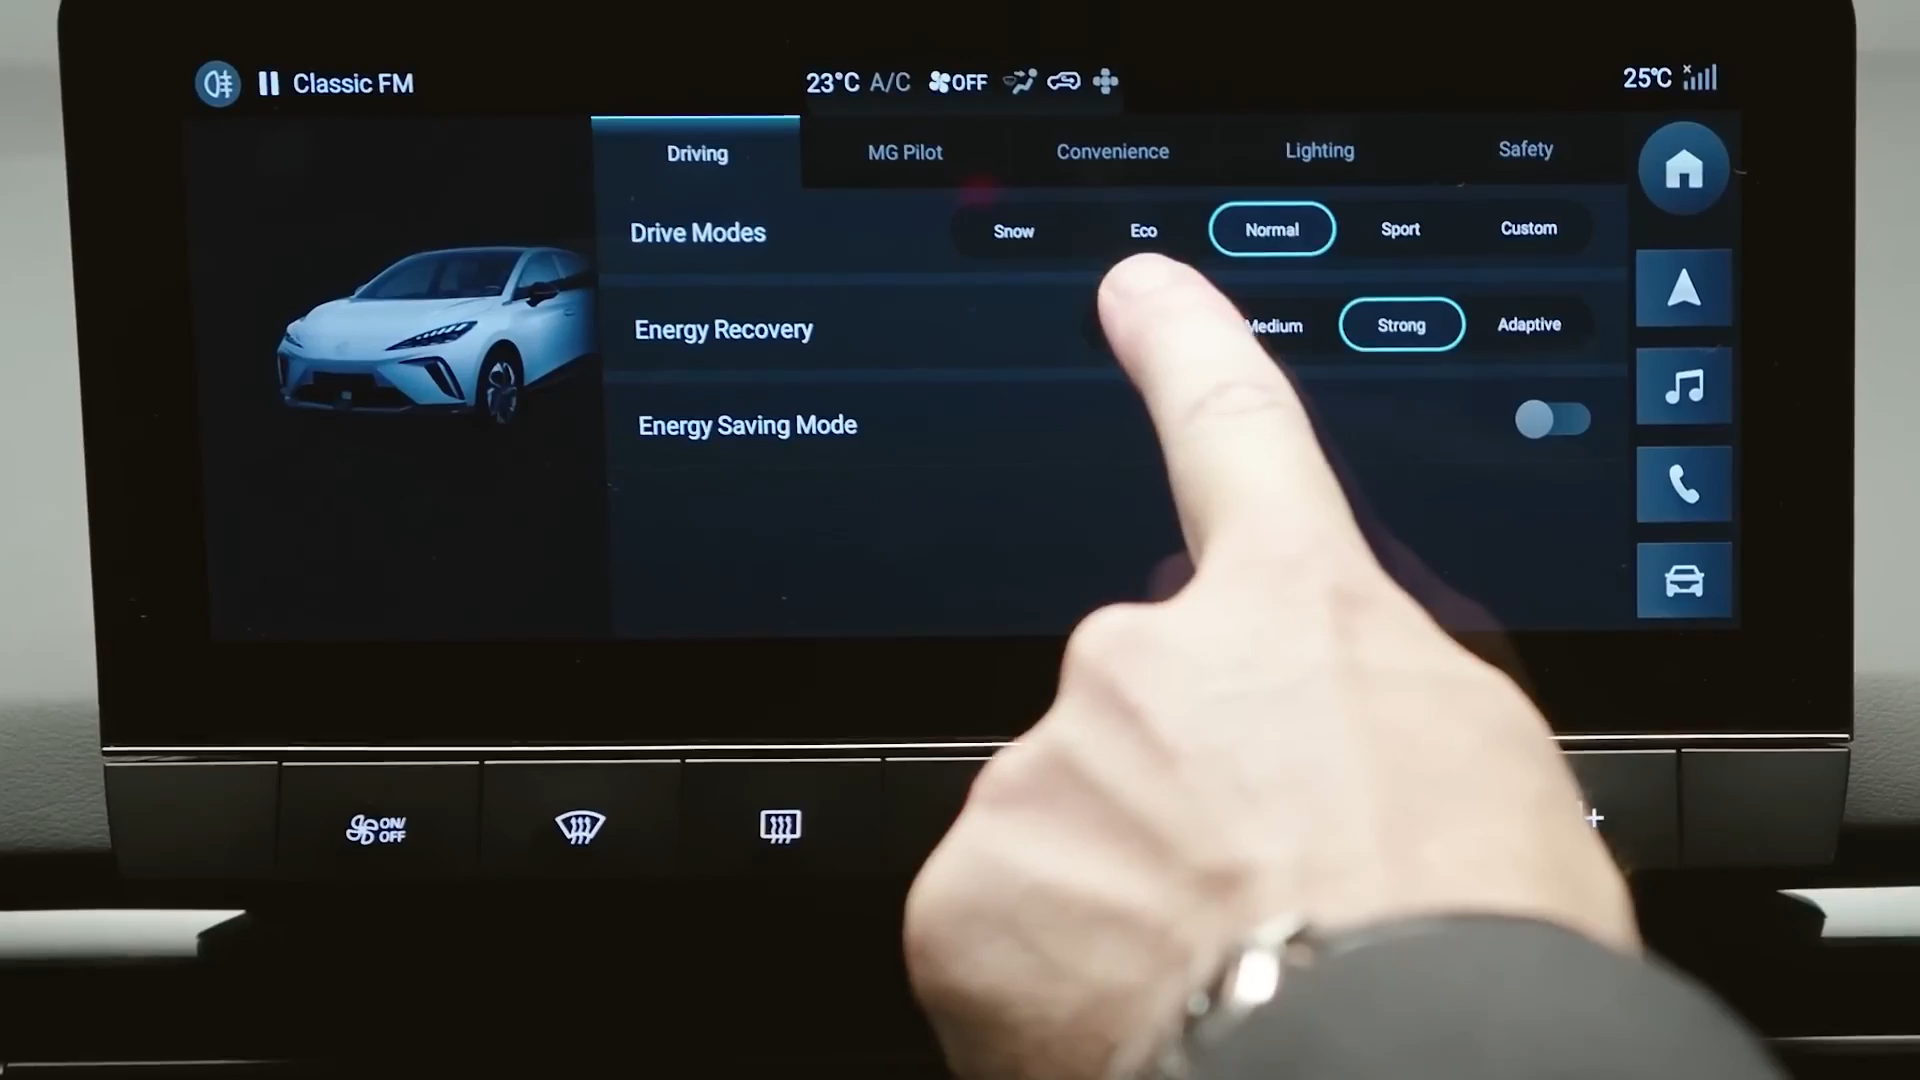 Classic FM 23°C A/C OFF 25°C
Driving MG Pilot Convenience Lighting Safety
Drive Modes Snow Eco Normal Sport Custom
Energy Recovery Medium Strong Adaptive
Energy Saving Mode
ON/
OFF
+